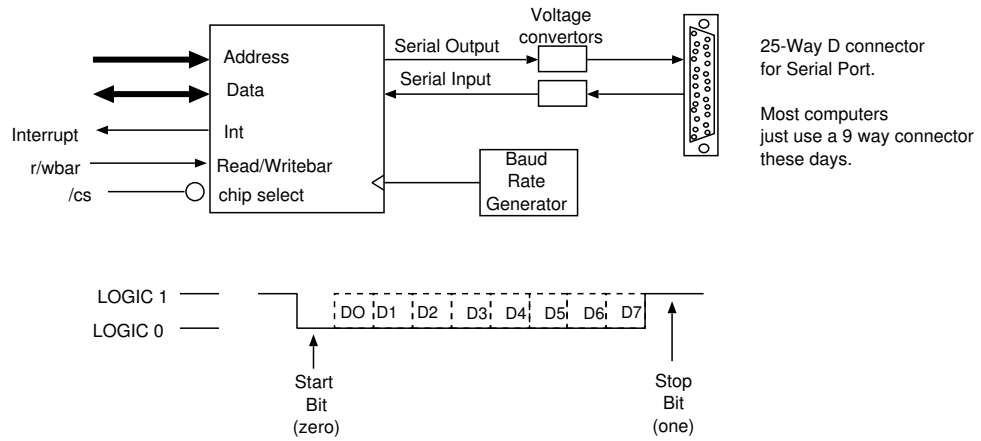 Voltage
convertors
Serial Output
Serial Input
Address
Data
Int
Read/Writebar
chip select
Interrupt
r/wbar
/cs
Baud
Rate
Generator
25-Way D connector
for Serial Port.
Most computers
just use a 9 way connector
these days.
LOGIC 1
LOGIC 0
DO D1 D2 D3 D4 D5 D6 D7
Start
Bit
(zero)
Stop
Bit
(one)